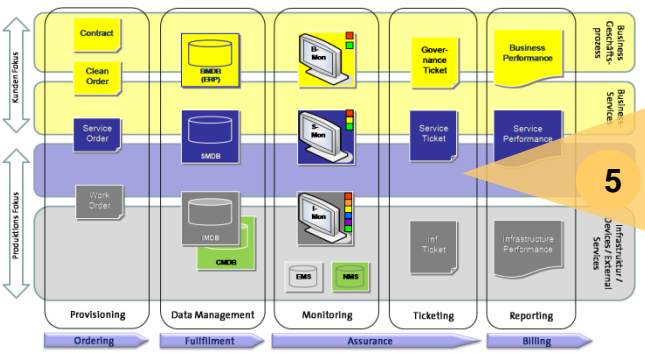 Kunden Fokus
Produktions Fokus
Contract
Clean
Order
Service
Order
Work
Order
Provisioning
BMDB
(ERP)
SMDB
IMDB
CMDB
Data Management
B-
Mon
S-
Mon
I-
Mon
EMS
NMS
Monitoring
Gover-
nance
Ticket
Service
Ticket
Inf
Ticket
Ticketing
Business
Performance
Service
Performance
Infrastructure
Performance
Reporting
Business
Geschäfts-
prozess
Business-
Services
5
Infrastruktur /
Devices / External
Services
Ordering
Fullfilment
Assurance
Billing